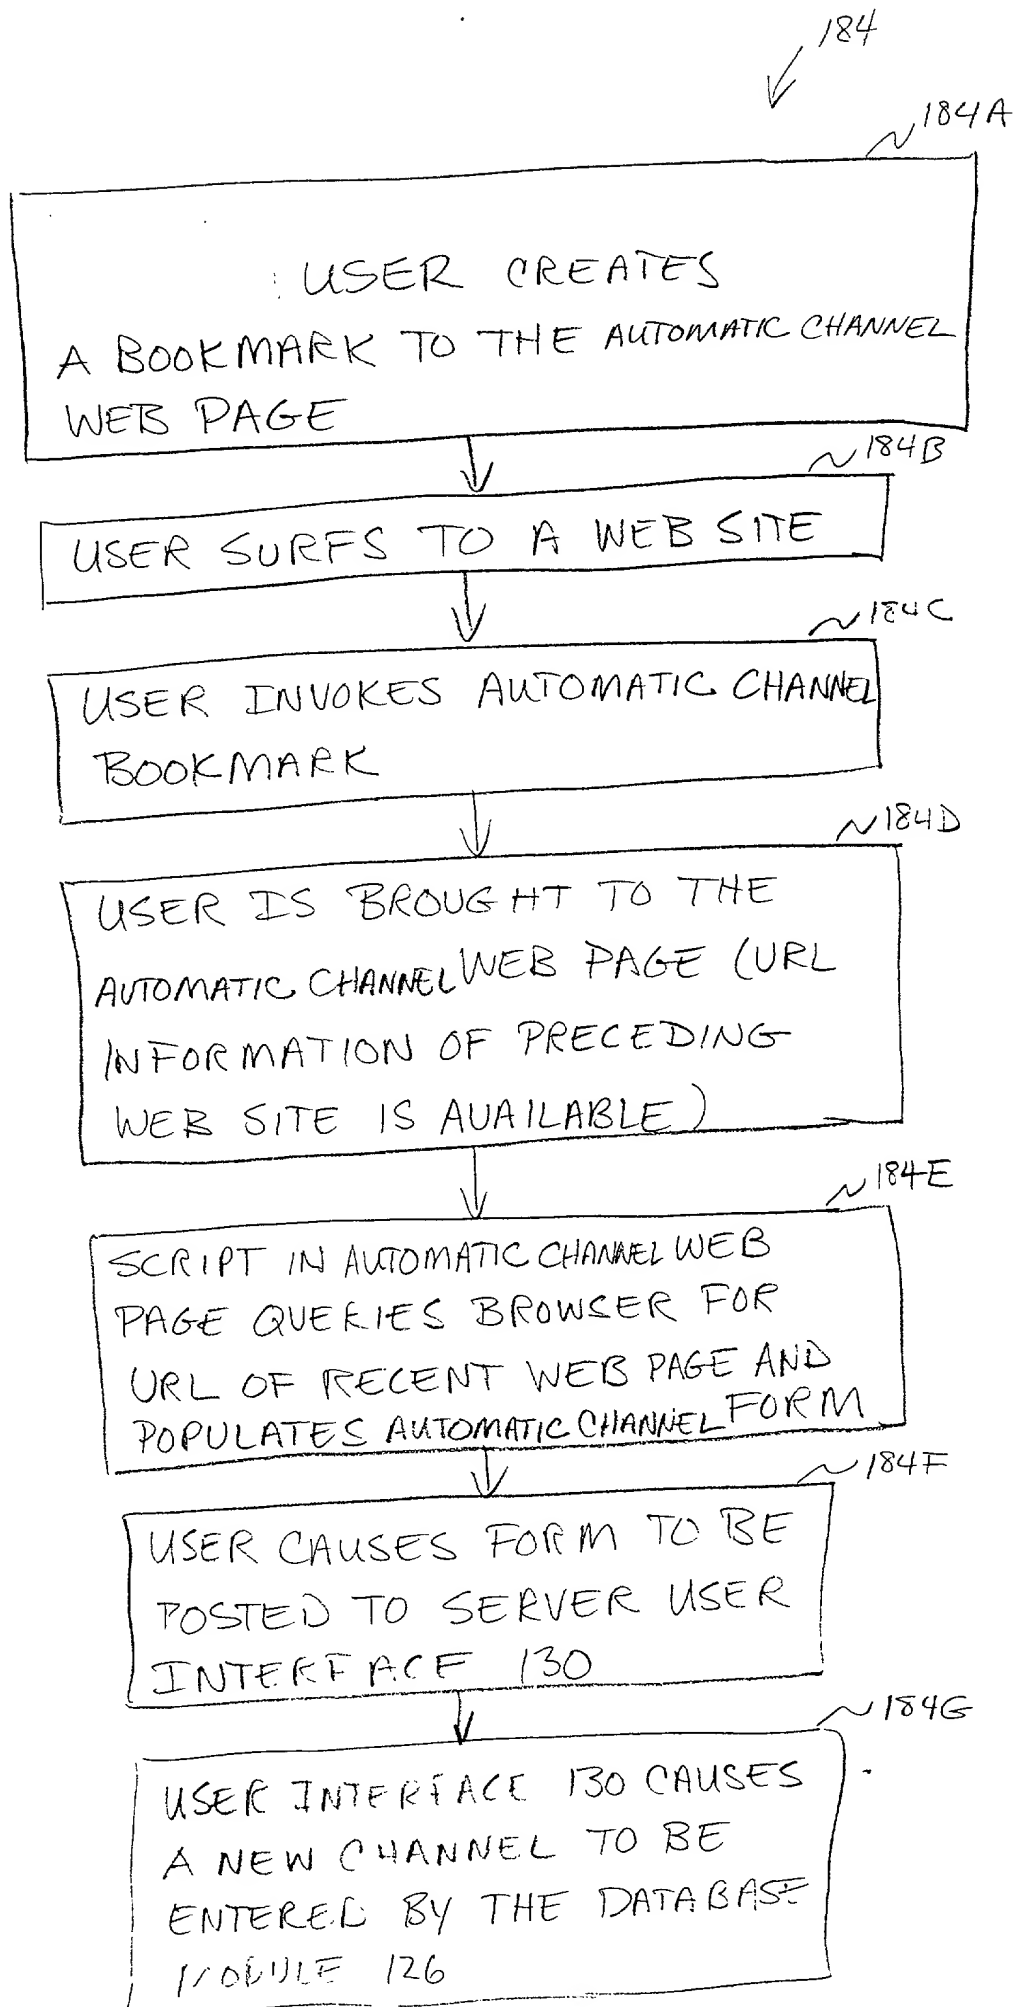 184
184A
USER CREATES
A BOOKMARK TO THE AUTOMATIC CHANNEL
WEB PAGE
184B
USER SURFS TO A WEB SITE
184C
USER INVOKES AUTOMATIC CHANNEL
BOOKMARK
184D
USER IS BROUGHT TO THE
AUTOMATIC CHANNEL WEB PAGE (URL
INFORMATION OF PRECEDING
WEB SITE IS AVAILABLE)
184E
SCRIPT IN AUTOMATIC CHANNEL WEB
PAGE QUERIES BROWSER FOR
URL OF RECENT WEB PAGE AND
POPULATES AUTOMATIC CHANNEL FORM
184F
USER CAUSES FORM TO BE
POSTED TO SERVER USER
INTERFACE 130
184G
USER INTERFACE 130 CAUSES
A NEW CHANNEL TO BE
ENTERED BY THE DATABASE
MODULE 126